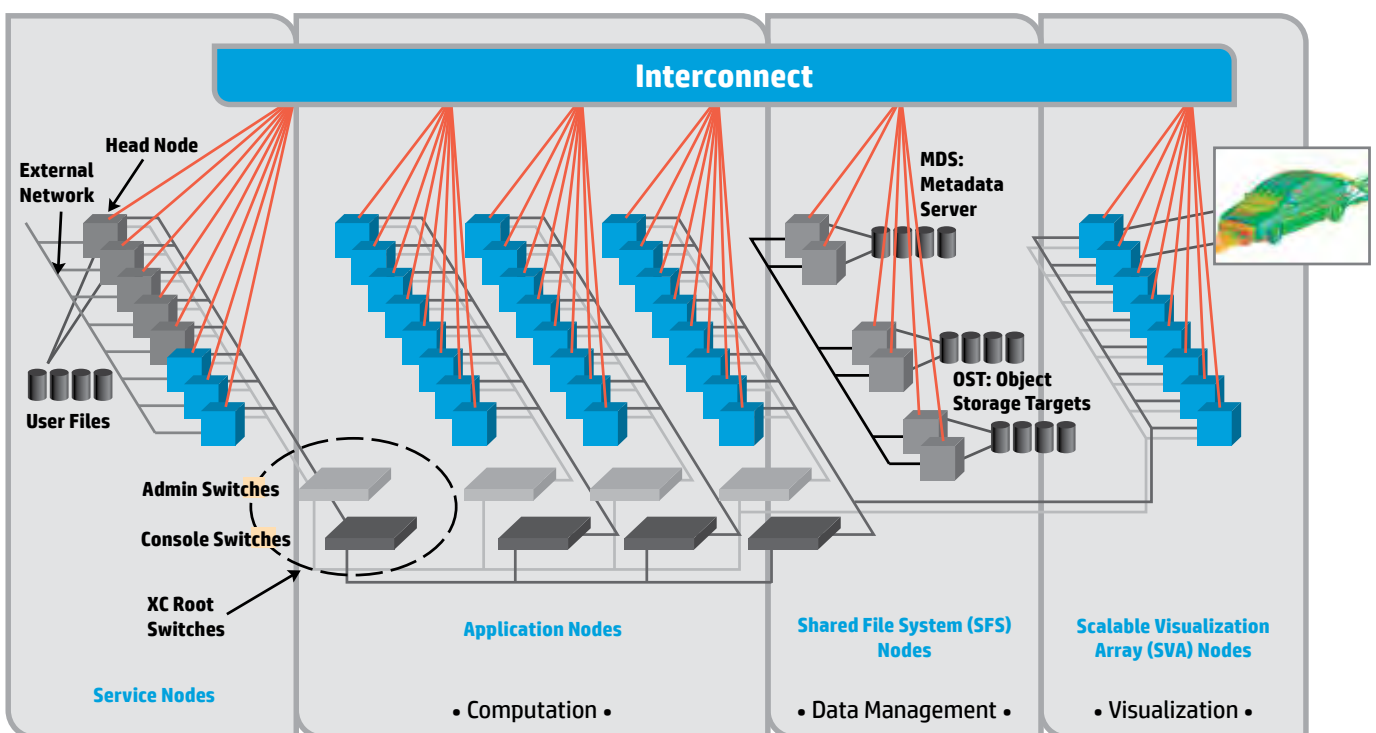 Interconnect
Head Node
External
Network
User Files
Admin Switches
Console Switches
XC Root
Switches
Service Nodes
Application Nodes
• Computation •
MDS:
Metadata
Server
OST: Object
Storage Targets
Shared File System (SFS)
Nodes
• Data Management •
Scalable Visualization
Array (SVA) Nodes
• Visualization •